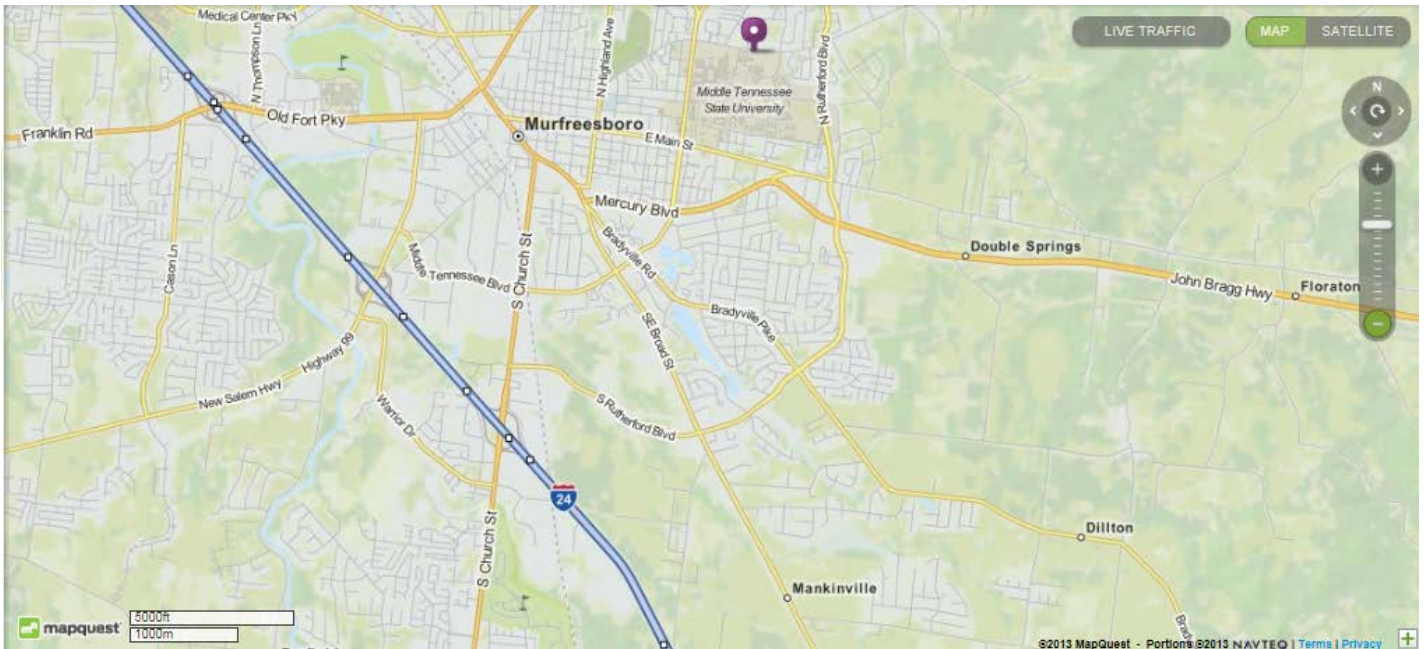 Medical Center Pky
LIVE TRAFFIC
MAP
SATELLITE
N Thompson Ln
N Highland Ave
N Rutherford Blvd
N
Middle Tennessee
State University
Old Fort Pky
Franklin Rd
Murfreesboro
E Main St
Mercury Blvd
Bradyville Rd
Double Springs
Cason Ln
Middle Tennessee Blvd
S Church St
John Bragg Hwy
Floraton
Bradyville Pike
SE Broad St
Highway 99
New Salem Hwy
Warrior Dr
S Rutherford Blvd
24
S Church St
Dillton
Mankinville
mapquest
5000ft
1000m
©2013 MapQuest - Portions ©2013 NAVTEQ | Terms | Privacy